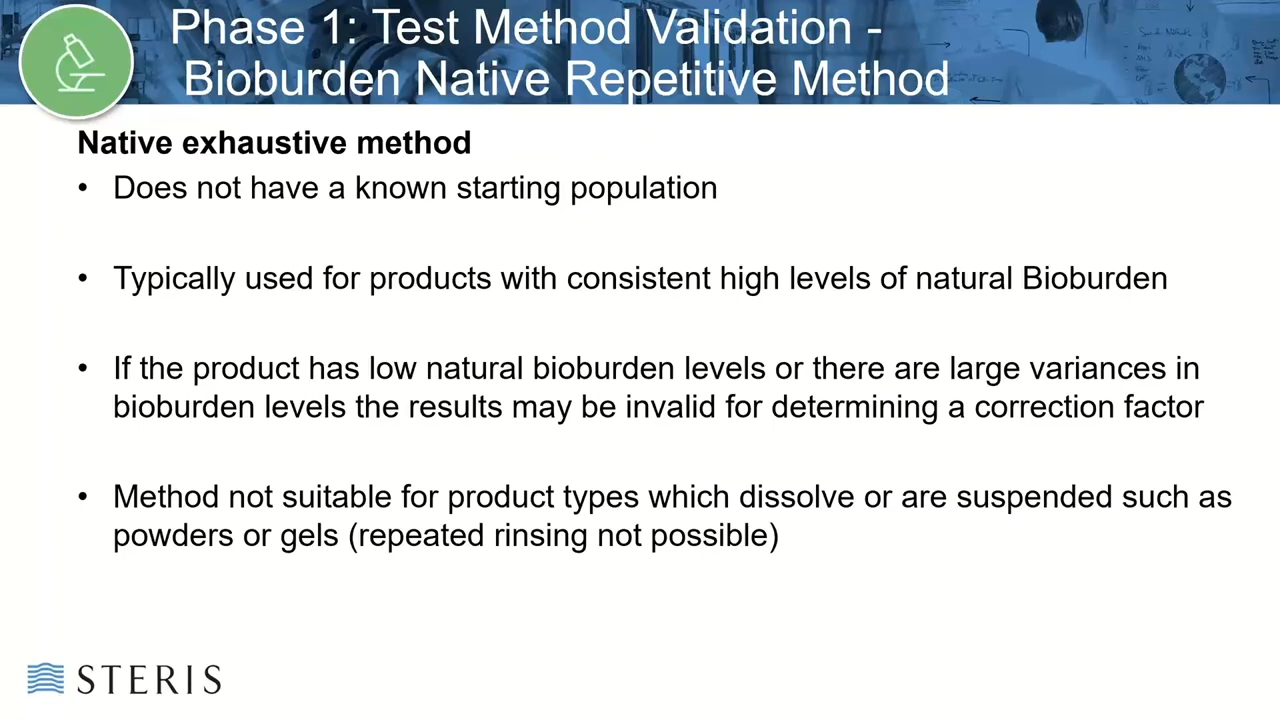 Phase 1: Test Method Validation -
Bioburden Native Repetitive Method
Native exhaustive method
• Does not have a known starting population
• Typically used for products with consistent high levels of natural Bioburden
• If the product has low natural bioburden levels or there are large variances in
bioburden levels the results may be invalid for determining a correction factor
• Method not suitable for product types which dissolve or are suspended such as
powders or gels (repeated rinsing not possible)
STERIS